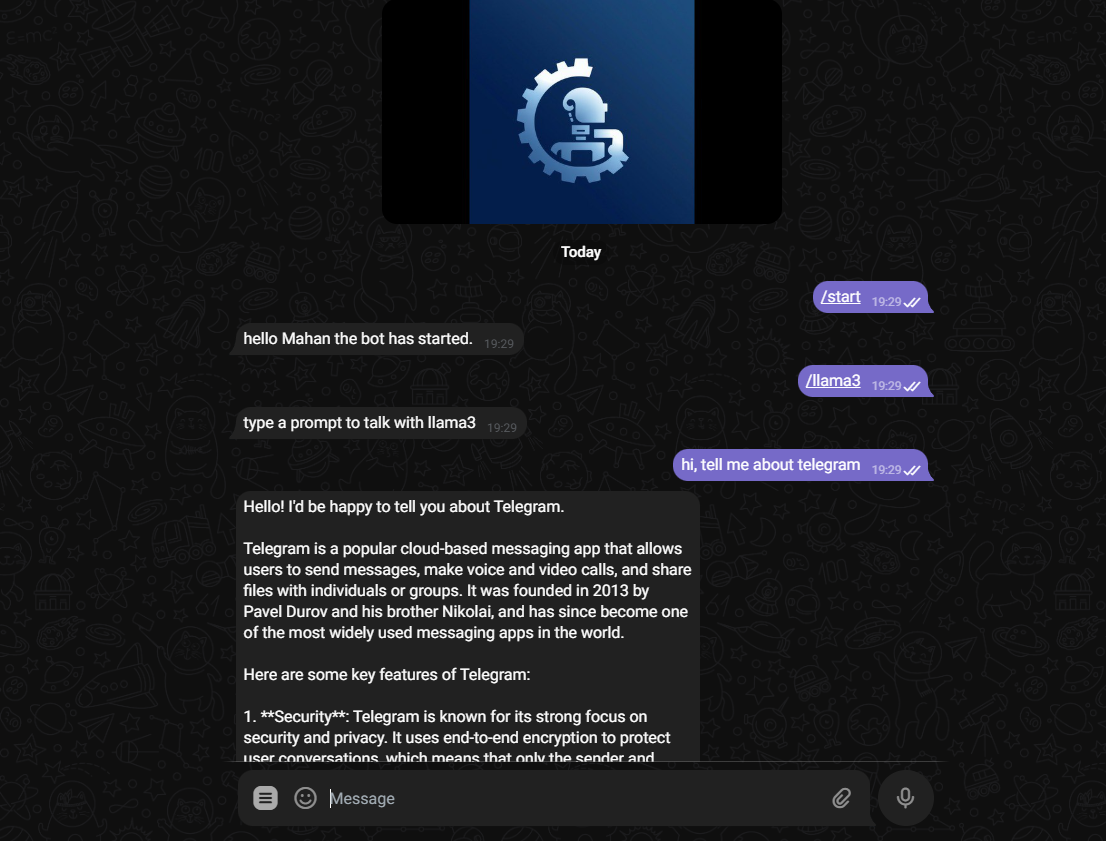 Today
/start 19:29
hello Mahan the bot has started. 19:29
/llama3 19:29
type a prompt to talk with llama3 19:29
hi, tell me about telegram 19:29
Hello! I'd be happy to tell you about Telegram.
Telegram is a popular cloud-based messaging app that allows
users to send messages, make voice and video calls, and share
files with individuals or groups. It was founded in 2013 by
Pavel Durov and his brother Nikolai, and has since become one
of the most widely used messaging apps in the world.
Here are some key features of Telegram:
1. **Security**: Telegram is known for its strong focus on
security and privacy. It uses end-to-end encryption to protect
user conversations, which means that only the sender and
Message